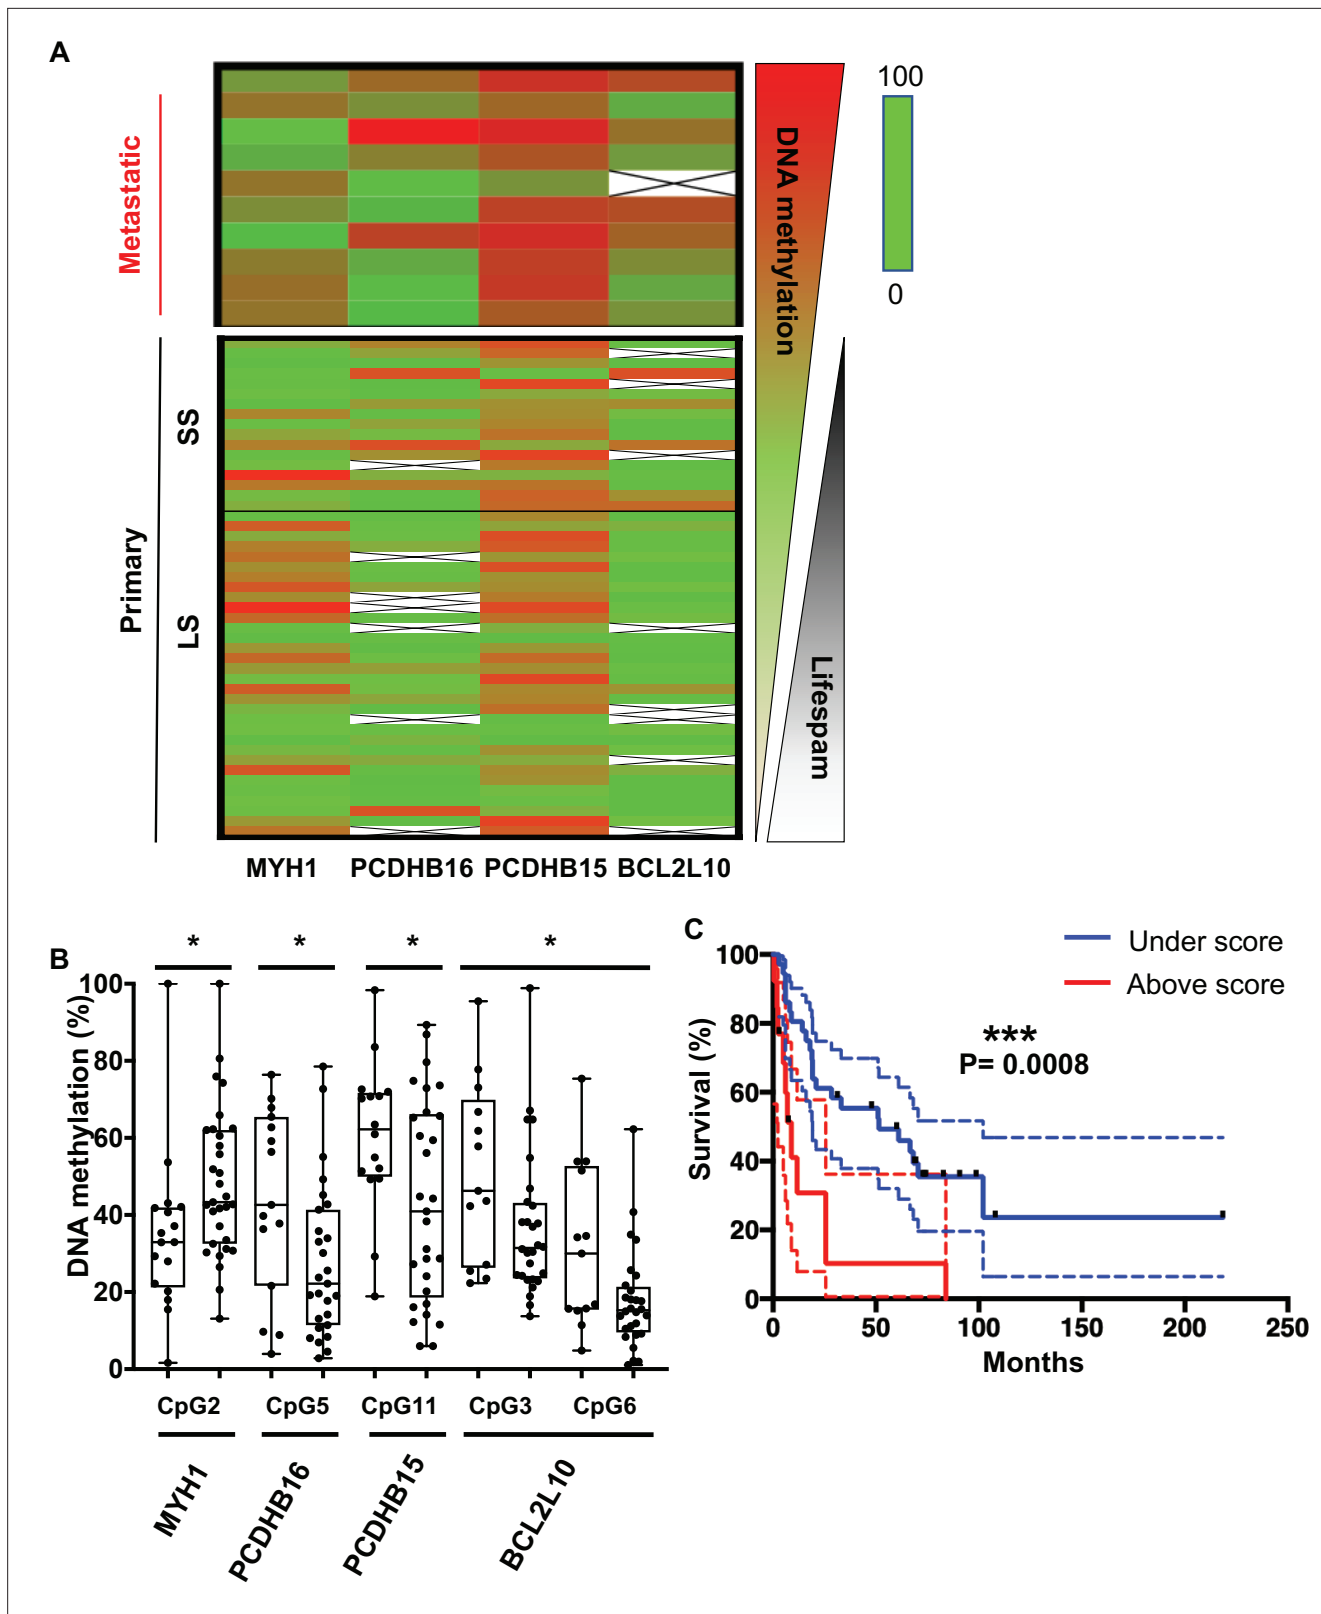 A
100
0
Metastatic
DNA methylation
Primary
SS
LS
Lifespam
MYH1 PCDHB16 PCDHB15 BCL2L10
B
* * * *
DNA methylation (%)
100
80
60
40
20
0
CpG2 CpG5 CpG11 CpG3 CpG6
MYH1 PCDHB16 PCDHB15 BCL2L10
C
Under score
Above score
***
P= 0.0008
Survival (%)
100
80
60
40
20
0
0 50 100 150 200 250
Months